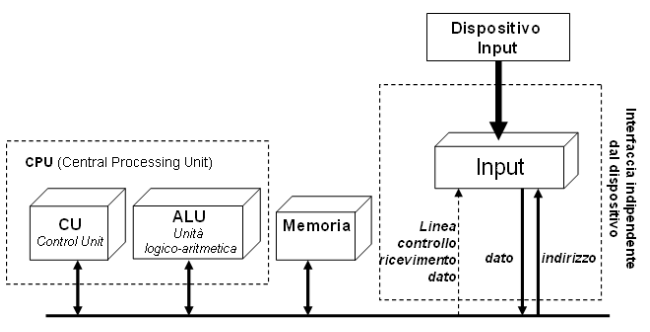 Dispositivo
Input
CPU (Central Processing Unit)
CU
Control Unit
ALU
Unità
logico-aritmetica
Memoria
Input
Linea
controllo
ricevimento
dato
dato
indirizzo
Interfaccia indipendente
dal dispositivo